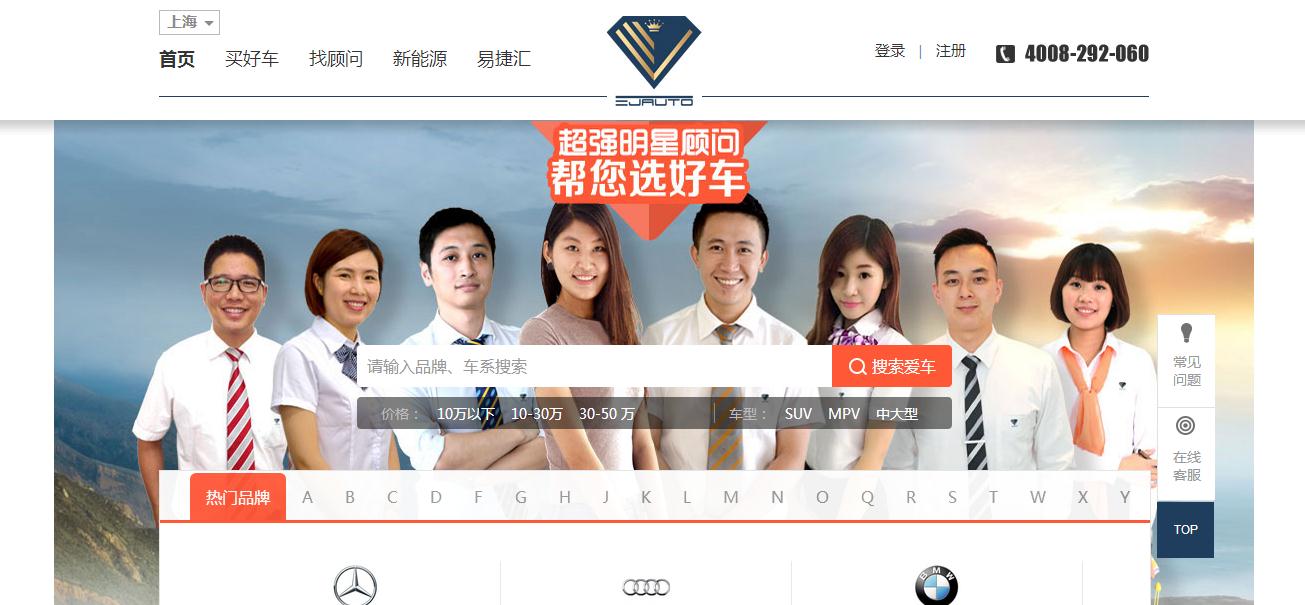 上海
首页 买好车 找顾问 新能源 易捷汇
EJAUTO
登录 | 注册 4008-292-060
超强明星顾问
帮您选好车
请输入品牌、车系搜索 搜索爱车
价格： 10万以下 10-30万 30-50 万 车型： SUV MPV 中大型
常见
问题
在线
客服
TOP
热门品牌 A B C D F G H J K L M N O Q R S T W X Y
BMW